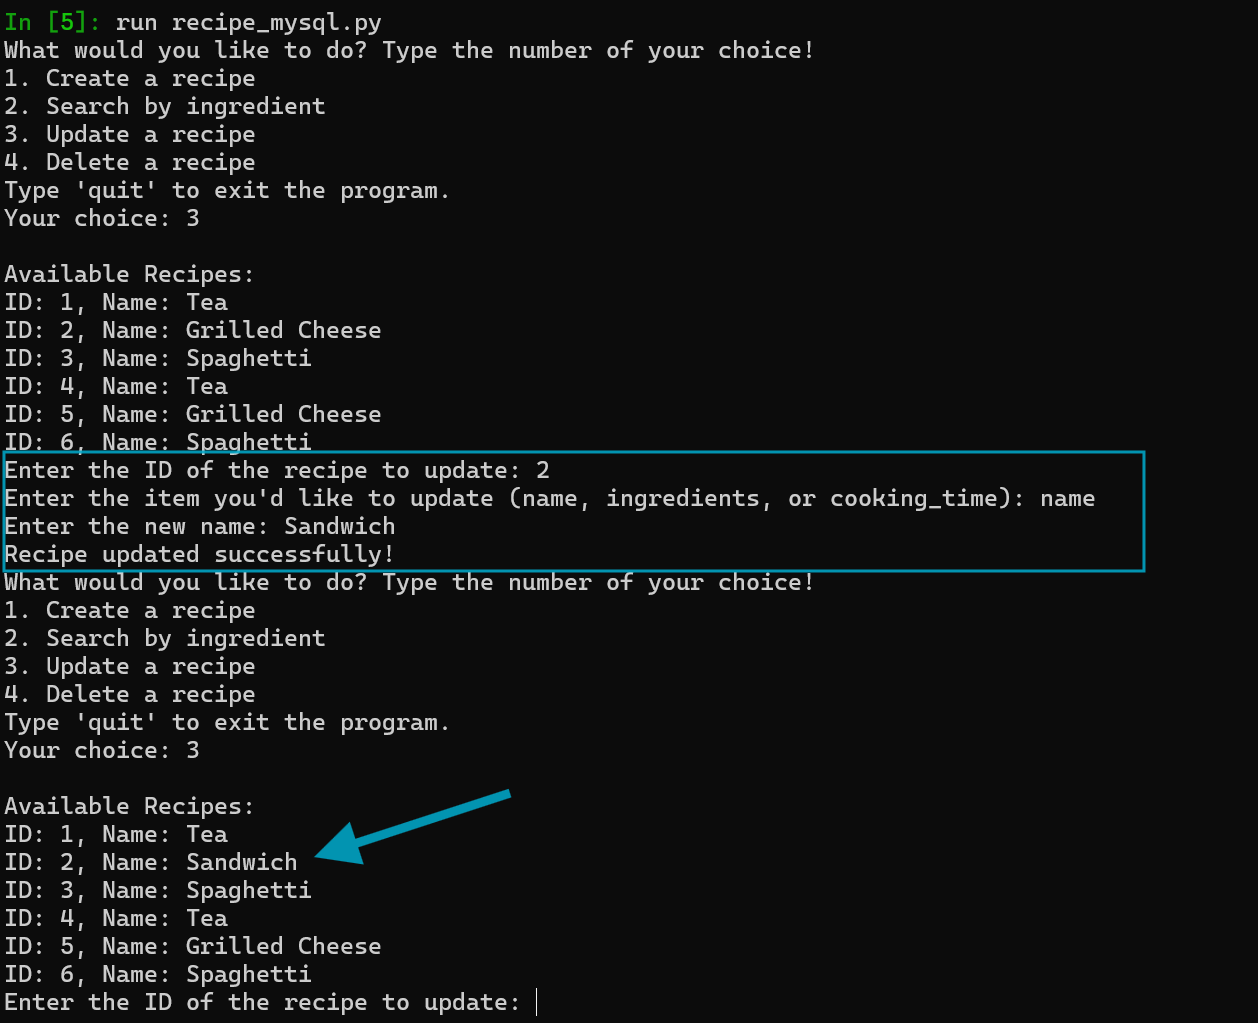 In [5]: run recipe_mysql.py
What would you like to do? Type the number of your choice!
1. Create a recipe
2. Search by ingredient
3. Update a recipe
4. Delete a recipe
Type 'quit' to exit the program.
Your choice: 3
Available Recipes:
ID: 1, Name: Tea
ID: 2, Name: Grilled Cheese
ID: 3, Name: Spaghetti
ID: 4, Name: Tea
ID: 5, Name: Grilled Cheese
ID: 6, Name: Spaghetti
Enter the ID of the recipe to update: 2
Enter the item you'd like to update (name, ingredients, or cooking_time): name
Enter the new name: Sandwich
Recipe updated successfully!
What would you like to do? Type the number of your choice!
1. Create a recipe
2. Search by ingredient
3. Update a recipe
4. Delete a recipe
Type 'quit' to exit the program.
Your choice: 3
Available Recipes:
ID: 1, Name: Tea
ID: 2, Name: Sandwich
ID: 3, Name: Spaghetti
ID: 4, Name: Tea
ID: 5, Name: Grilled Cheese
ID: 6, Name: Spaghetti
Enter the ID of the recipe to update: